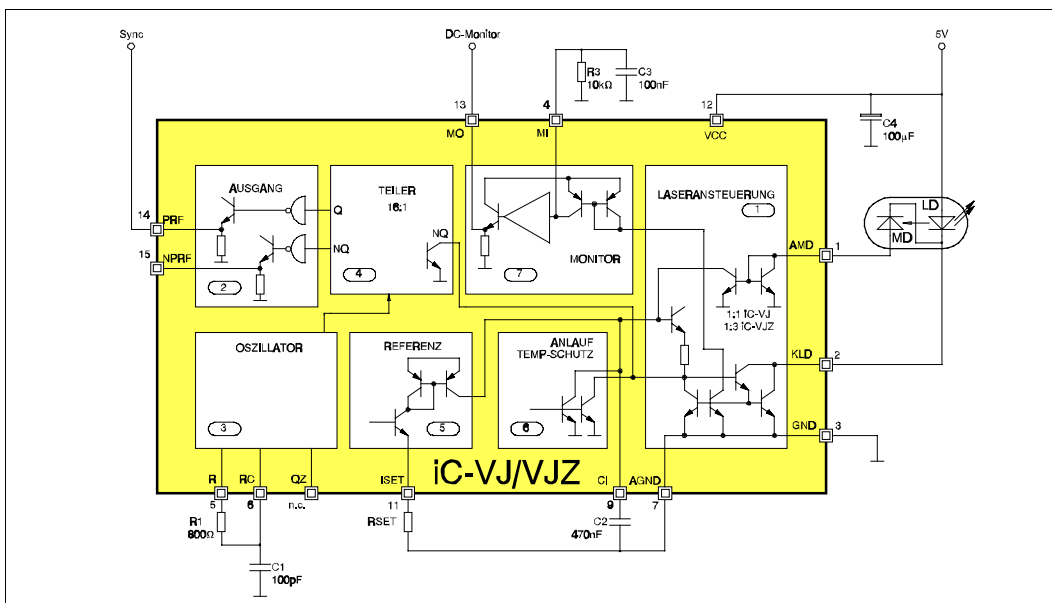 Sync
DC-Monitor
5V
R3
10kΩ
C3
100nF
13
4
12
MO
MI
VCC
C4
100µF
AUSGANG
TEILER
16:1
LASERANSTEUERUNG
1
LD
MD
14
PRF
Q
NQ
NQ
AMD
1
15
NPRF
2
4
7
MONITOR
1:1 iC-VJ
1:3 iC-VJZ
OSZILLATOR
REFERENZ
ANLAUF
TEMP-SCHUTZ
KLD
2
3
5
6
GND
3
iC-VJ/VJZ
R
RC
QZ
ISET
CI
AGND
5
6
n.c.
11
9
7
R1
800Ω
RSET
C2
470nF
C1
100pF